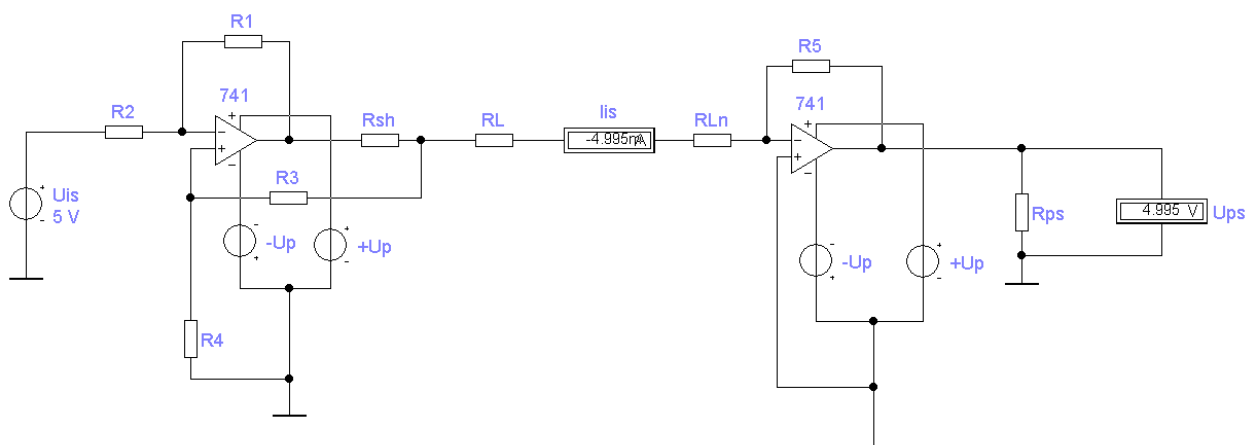 R1
R5
741
741
R2
Rsh
RL
Iis
RLn
-4.995mA
R3
Uis
5 V
-Up
+Up
-Up
+Up
Rps
4.995 V
Ups
R4